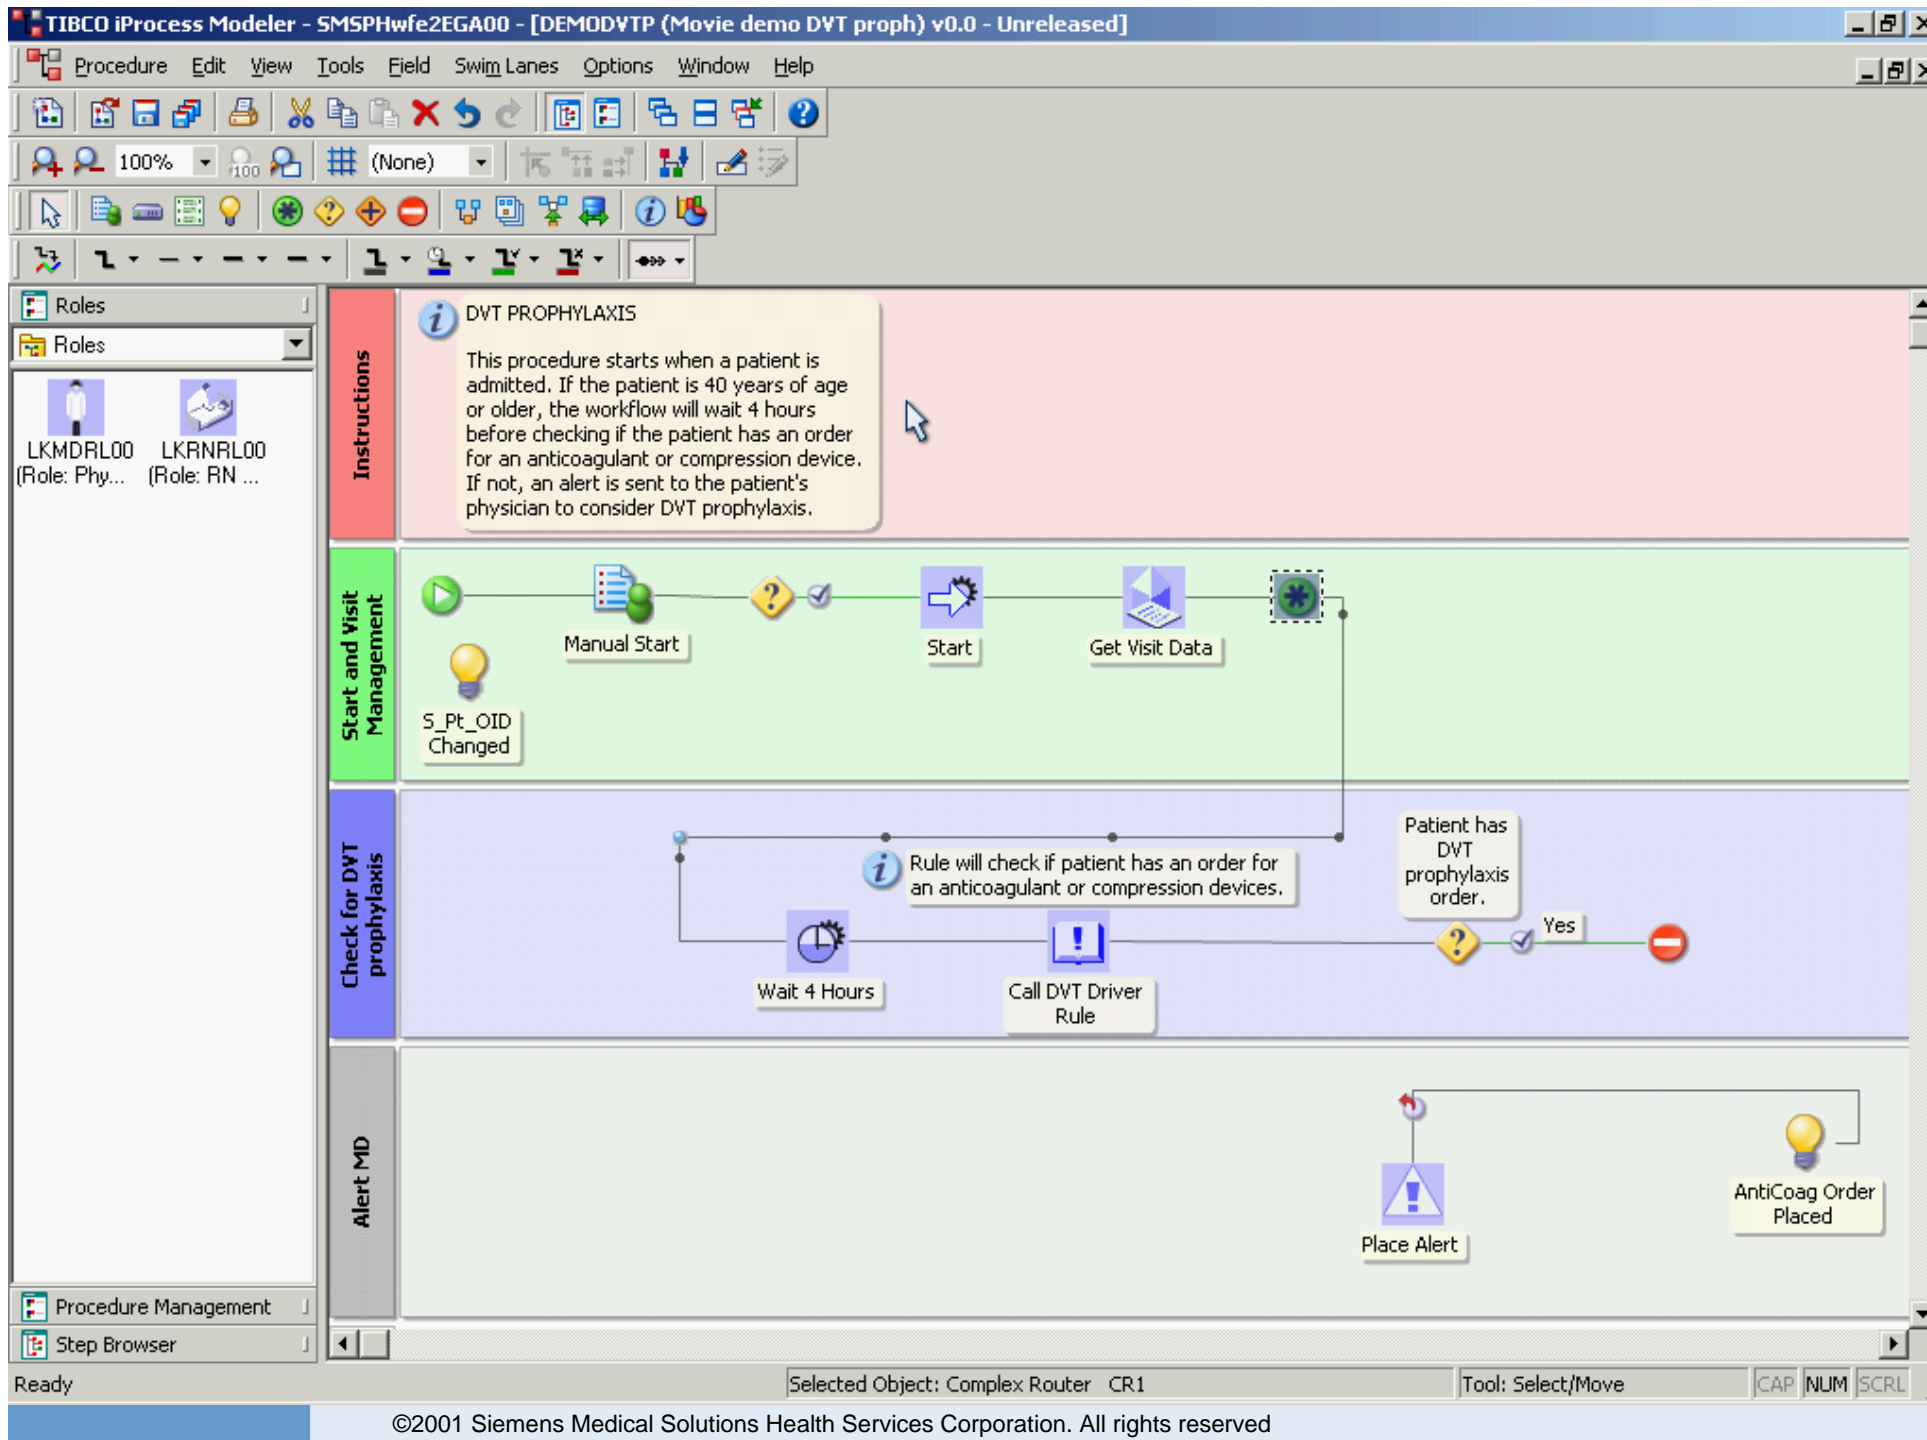 TIBCO iProcess Modeler - SMSPHwfe2EGA00 - [DEMODVTP (Movie demo DVT proph) v0.0 - Unreleased]
Procedure Edit View Tools Field Swim Lanes Options Window Help
100% 100 (None)
Roles
Roles
LKMDRL00 LKRNRL00
(Role: Phy... (Role: RN ...
Instructions
DVT PROPHYLAXIS
This procedure starts when a patient is
admitted. If the patient is 40 years of age
or older, the workflow will wait 4 hours
before checking if the patient has an order
for an anticoagulant or compression device.
If not, an alert is sent to the patient's
physician to consider DVT prophylaxis.
Start and Visit
Management
Manual Start
Start
Get Visit Data
S_Pt_OID
Changed
Check for DVT
prophylaxis
Rule will check if patient has an order for
an anticoagulant or compression devices.
Patient has
DVT
prophylaxis
order.
Yes
Wait 4 Hours
Call DVT Driver
Rule
Alert MD
Place Alert
AntiCoag Order
Placed
Procedure Management
Step Browser
Ready
Selected Object: Complex Router CR1
Tool: Select/Move
CAP NUM SCRL
©2001 Siemens Medical Solutions Health Services Corporation. All rights reserved